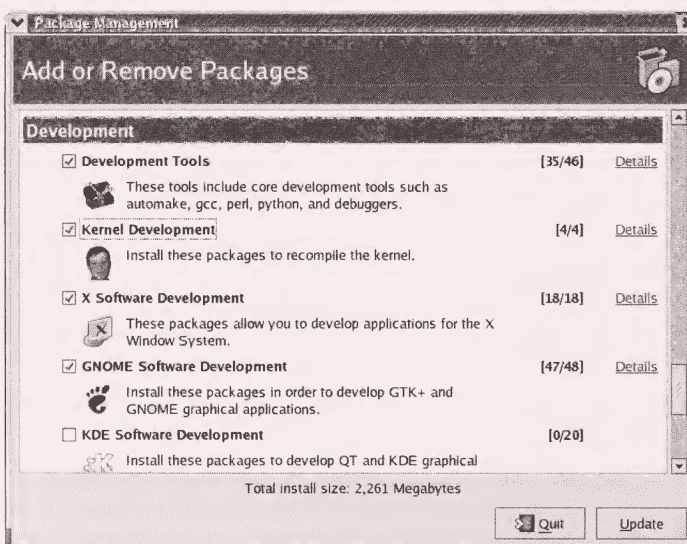 Package Management
Add or Remove Packages
Development
Development Tools [35/46] Details
These tools include core development tools such as
automake, gcc, perl, python, and debuggers.
Kernel Development [4/4] Details
Install these packages to recompile the kernel.
X Software Development [18/18] Details
These packages allow you to develop applications for the X
Window System.
GNOME Software Development [47/48] Details
Install these packages in order to develop GTK+ and
GNOME graphical applications.
KDE Software Development [0/20]
Install these packages to develop QT and KDE graphical
Total install size: 2,261 Megabytes
Quit Update